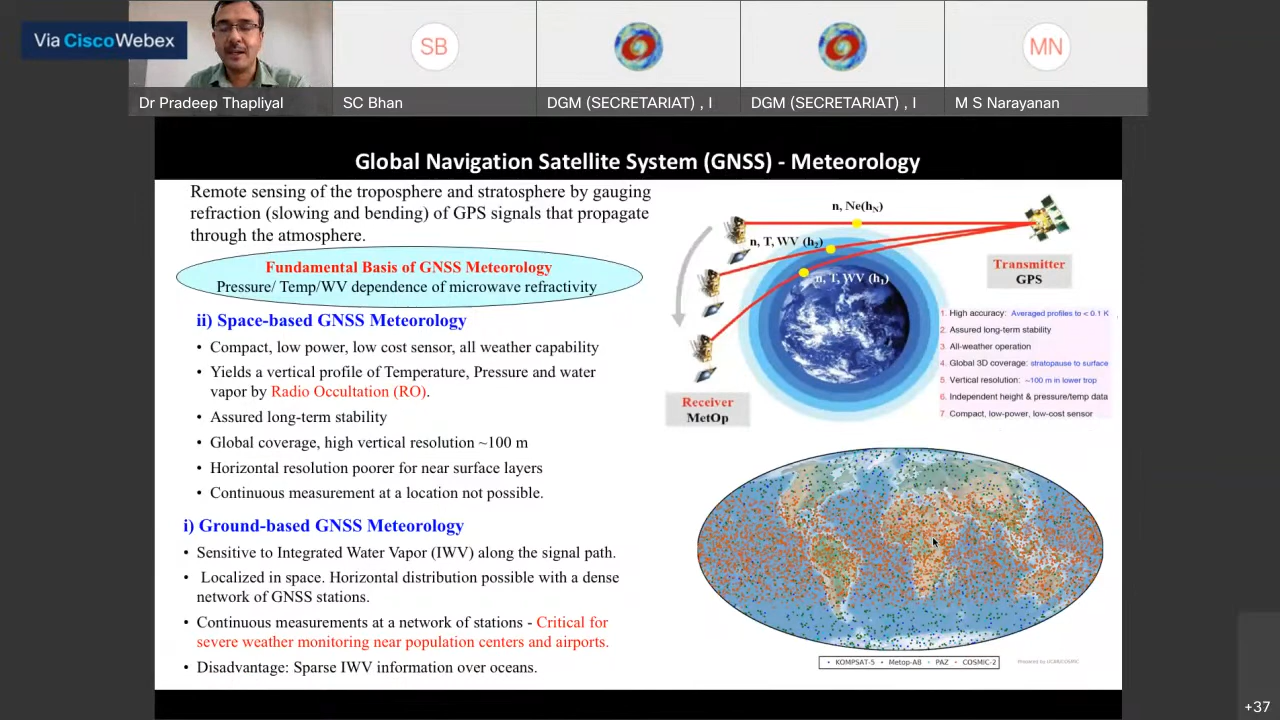 Via CiscoWebex
SB
MN
Dr Pradeep Thapliyal
SC Bhan
DGM (SECRETARIAT) , I
DGM (SECRETARIAT) , I
M S Narayanan
Global Navigation Satellite System (GNSS) - Meteorology
Remote sensing of the troposphere and stratosphere by gauging
refraction (slowing and bending) of GPS signals that propagate
through the atmosphere.
Fundamental Basis of GNSS Meteorology
Pressure/ Temp/WV dependence of microwave refractivity
ii) Space-based GNSS Meteorology
• Compact, low power, low cost sensor, all weather capability
• Yields a vertical profile of Temperature, Pressure and water
vapor by Radio Occultation (RO).
• Assured long-term stability
• Global coverage, high vertical resolution ~100 m
• Horizontal resolution poorer for near surface layers
• Continuous measurement at a location not possible.
i) Ground-based GNSS Meteorology
• Sensitive to Integrated Water Vapor (IWV) along the signal path.
• Localized in space. Horizontal distribution possible with a dense
network of GNSS stations.
• Continuous measurements at a network of stations - Critical for
severe weather monitoring near population centers and airports.
• Disadvantage: Sparse IWV information over oceans.
n, Ne(hN)
n, T, WV (h2)
n, T, WV (h1)
Transmitter
GPS
Receiver
MetOp
1. High accuracy: Averaged profiles to < 0.1 K
2. Assured long-term stability
3. All-weather operation
4. Global 3D coverage: stratopause to surface
5. Vertical resolution: ~100 m in lower trop
6. Independent height & pressure/temp data
7. Compact, low-power, low-cost sensor
• KOMPSAT-5 • Metop-AB • PAZ • COSMIC-2
Prepared by UCAR/COSMIC
+37